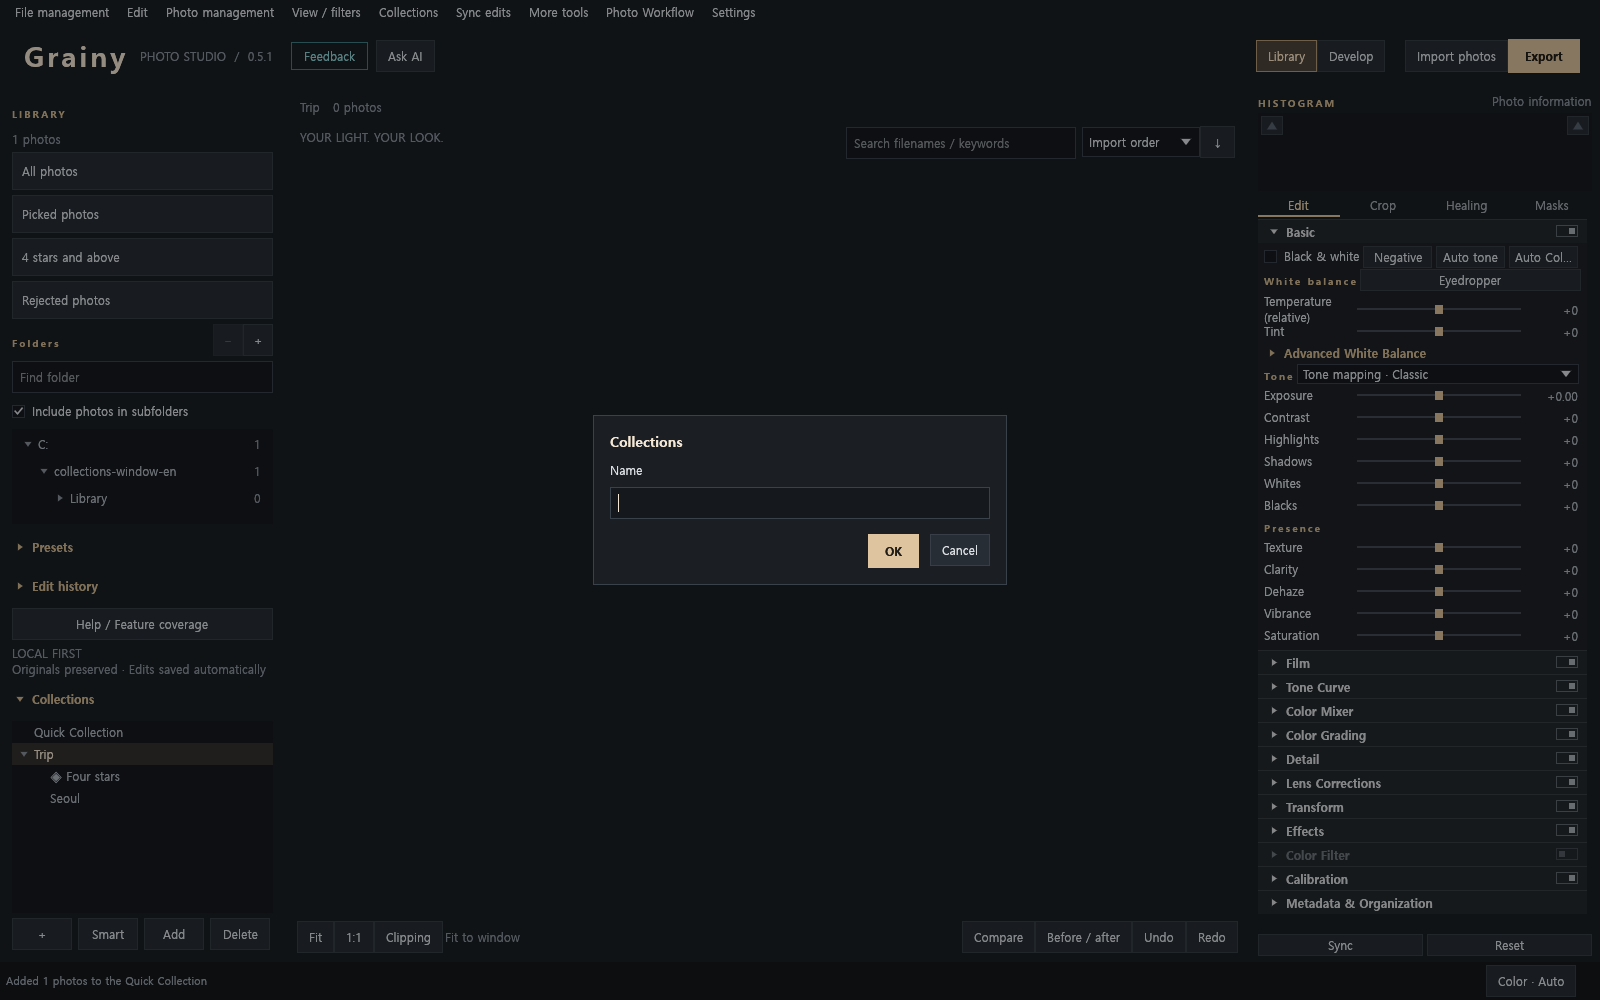 File management Edit Photo management View / filters Collections Sync edits More tools Photo Workflow Settings
Grainy PHOTO STUDIO / 0.5.1 Feedback Ask AI Library Develop Import photos Export
LIBRARY
1 photos
All photos
Picked photos
4 stars and above
Rejected photos
Folders − +
Find folder
Include photos in subfolders
C: 1
collections-window-en 1
Library 0
Presets
Edit history
Help / Feature coverage
LOCAL FIRST
Originals preserved · Edits saved automatically
Collections
Quick Collection
Trip
Four stars
Seoul
+ Smart Add Delete
Trip 0 photos
YOUR LIGHT. YOUR LOOK.
Search filenames / keywords Import order ↓
Collections
Name
OK Cancel
Fit 1:1 Clipping Fit to window Compare Before / after Undo Redo
HISTOGRAM Photo information
Edit Crop Healing Masks
Basic
Black & white Negative Auto tone Auto Col...
White balance Eyedropper
Temperature
(relative) +0
Tint +0
Advanced White Balance
Tone Tone mapping · Classic
Exposure +0.00
Contrast +0
Highlights +0
Shadows +0
Whites +0
Blacks +0
Presence
Texture +0
Clarity +0
Dehaze +0
Vibrance +0
Saturation +0
Film
Tone Curve
Color Mixer
Color Grading
Detail
Lens Corrections
Transform
Effects
Color Filter
Calibration
Metadata & Organization
Sync Reset
Added 1 photos to the Quick Collection Color · Auto